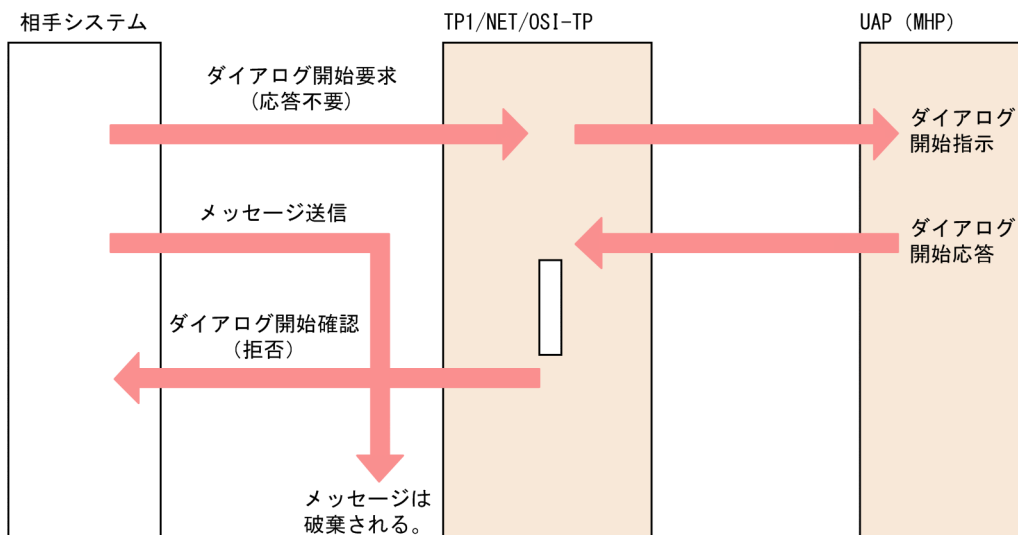 相手システム
TP1/NET/OSI-TP
UAP (MHP)
ダイアログ開始要求
(応答不要)
ダイアログ
開始指示
メッセージ送信
ダイアログ
開始応答
ダイアログ開始確認
(拒否)
メッセージは
破棄される。